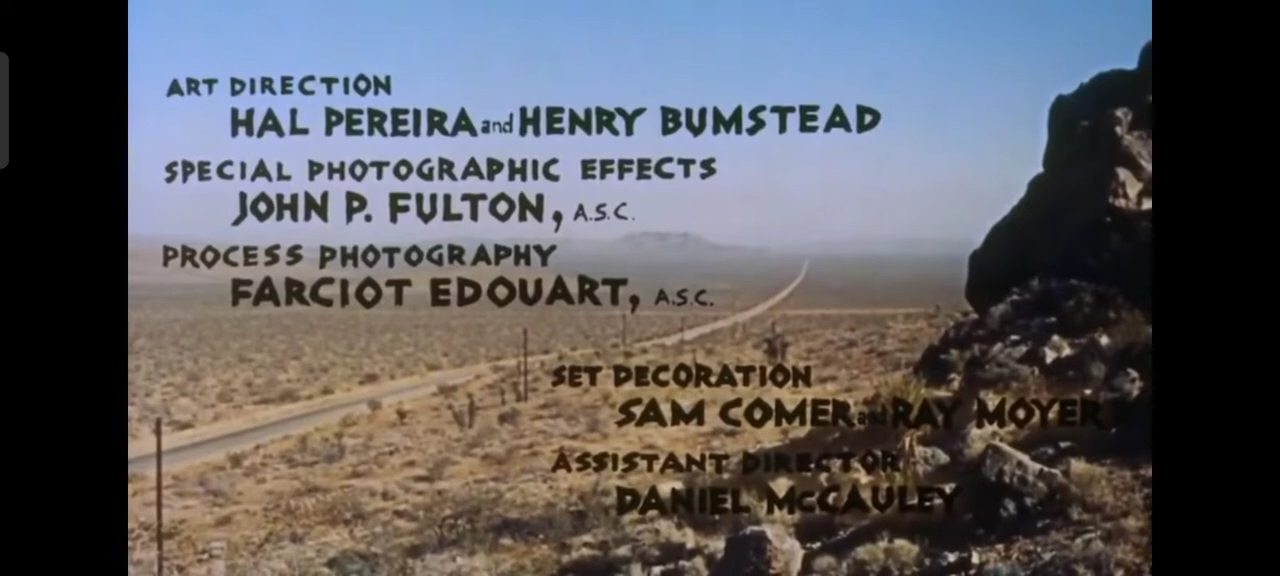 ART DIRECTION
HAL PEREIRA and HENRY BUMSTEAD
SPECIAL PHOTOGRAPHIC EFFECTS
JOHN P. FULTON, A.S.C.
PROCESS PHOTOGRAPHY
FARCIOT EDOUART, A.S.C.
SET DECORATION
SAM COMER and RAY MOYER
ASSISTANT DIRECTOR
DANIEL McCAULEY